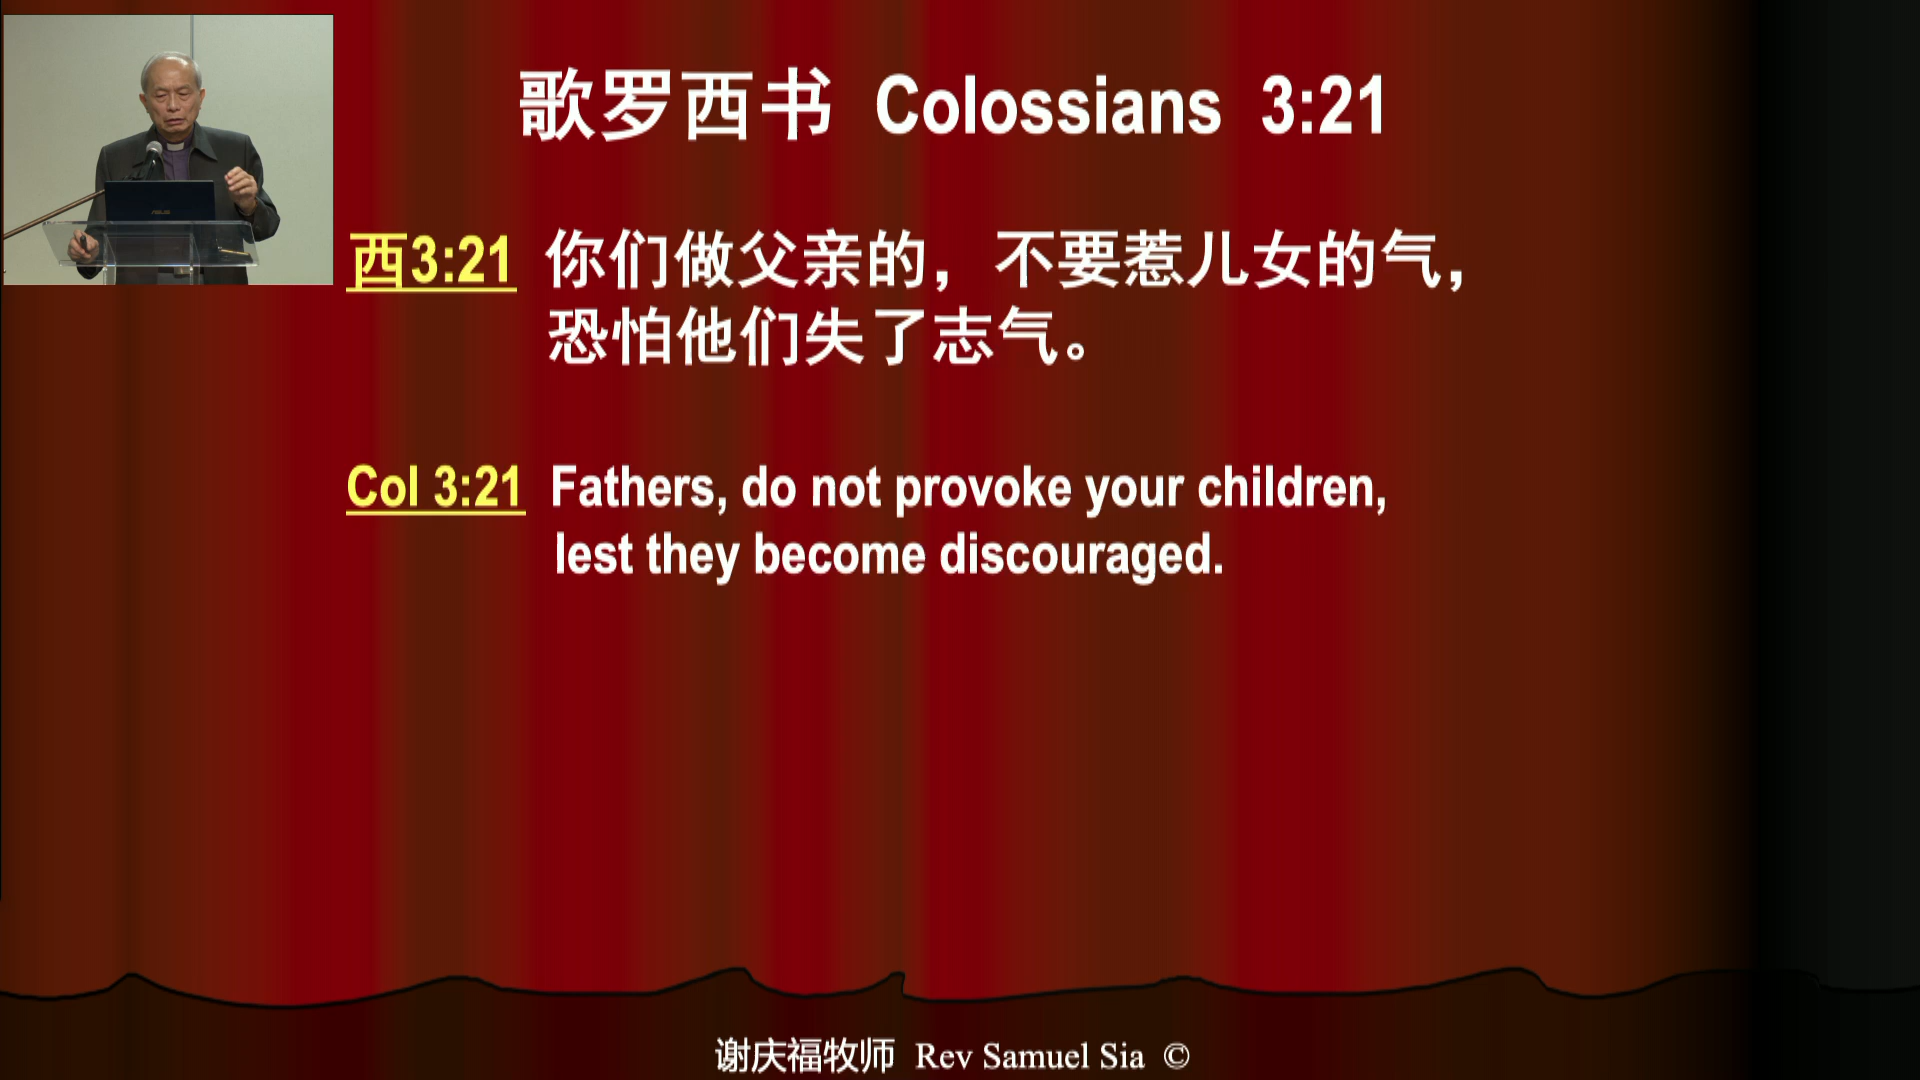 歌罗西书 Colossians 3:21
西3:21 你们做父亲的，不要惹儿女的气，
恐怕他们失了志气。
Col 3:21 Fathers, do not provoke your children,
lest they become discouraged.
谢庆福牧师 Rev Samuel Sia ©
ASUS